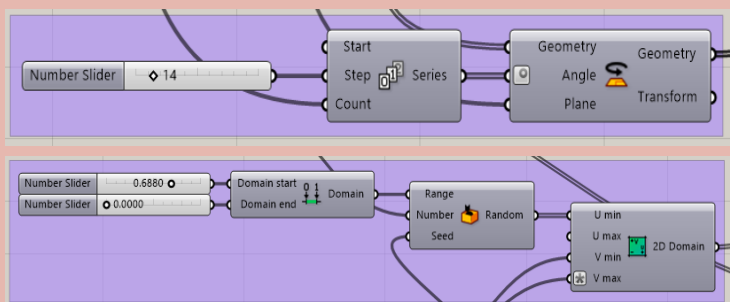 Start
Geometry
Geometry
Number Slider 14
Step Series
Angle
Count
Plane
Transform
Number Slider 0.6880
Domain start
Domain
Number Slider 0.0000
Domain end
Range
Number Random
Seed
U min
U max
2D Domain
V min
V max